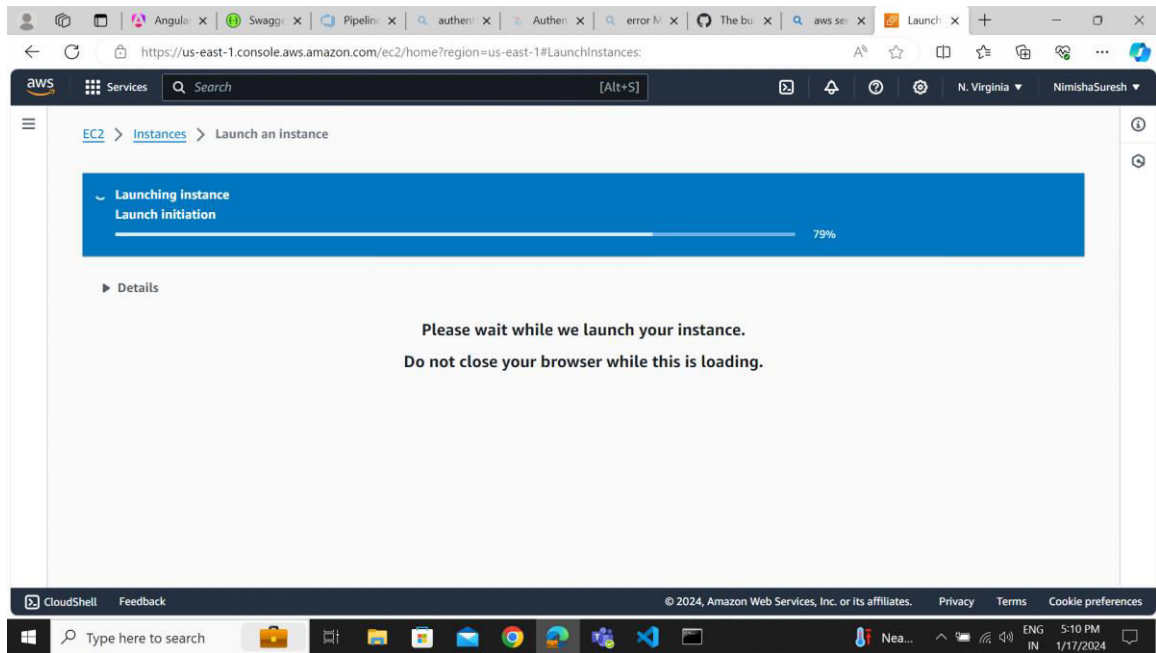 Angula
Swagg
Pipeline
authent
Authen
error M
The bu
aws ser
Launch
https://us-east-1.console.aws.amazon.com/ec2/home?region=us-east-1#LaunchInstances:
aws
Services
Search
[Alt+S]
N. Virginia
NimishaSuresh
EC2 > Instances > Launch an instance
Launching instance
Launch initiation
79%
Details
Please wait while we launch your instance.
Do not close your browser while this is loading.
CloudShell
Feedback
© 2024, Amazon Web Services, Inc. or its affiliates.
Privacy
Terms
Cookie preferences
Type here to search
Nea...
ENG
IN
5:10 PM
1/17/2024